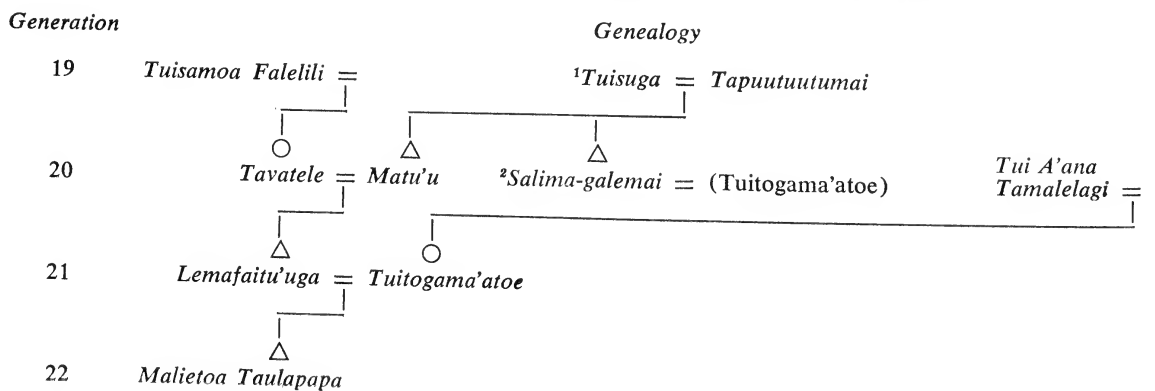 Generation
Genealogy
19 Tuisamoa Falelili = ¹Tuisuga = Tapuutuutumai
20 Tavatele = Matu'u ²Salima-galemai = (Tuitogama'atoe) Tui A'ana
Tamalelagi =
21 Lemafaitu'uga = Tuitogama'atoe
22 Malietoa Taulapapa